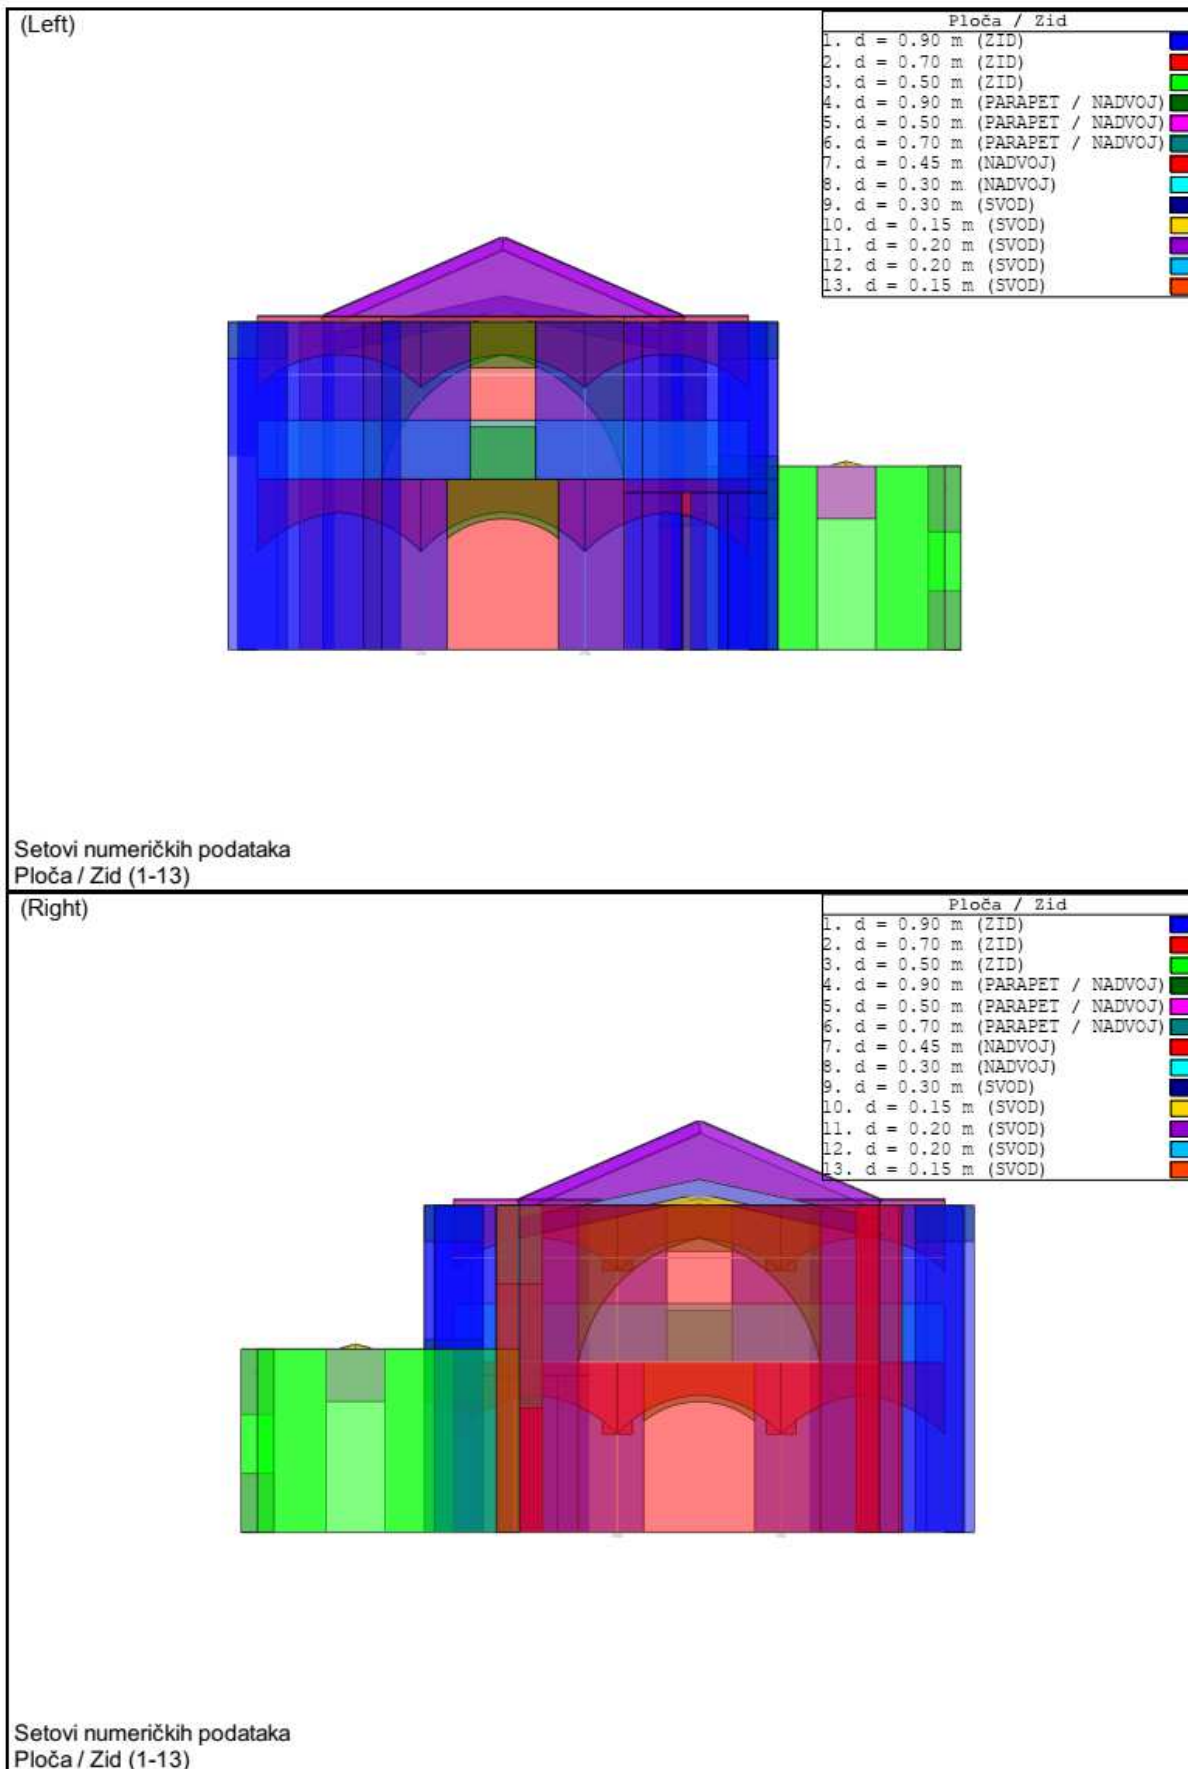 (Left)
Ploča / Zid
1. d = 0.90 m (ZID)
2. d = 0.70 m (ZID)
3. d = 0.50 m (ZID)
4. d = 0.90 m (PARAPET / NADVOJ)
5. d = 0.50 m (PARAPET / NADVOJ)
6. d = 0.70 m (PARAPET / NADVOJ)
7. d = 0.45 m (NADVOJ)
8. d = 0.30 m (NADVOJ)
9. d = 0.30 m (SVOD)
10. d = 0.15 m (SVOD)
11. d = 0.20 m (SVOD)
12. d = 0.20 m (SVOD)
13. d = 0.15 m (SVOD)
Setovi numeričkih podataka
Ploča / Zid (1-13)
(Right)
Ploča / Zid
1. d = 0.90 m (ZID)
2. d = 0.70 m (ZID)
3. d = 0.50 m (ZID)
4. d = 0.90 m (PARAPET / NADVOJ)
5. d = 0.50 m (PARAPET / NADVOJ)
6. d = 0.70 m (PARAPET / NADVOJ)
7. d = 0.45 m (NADVOJ)
8. d = 0.30 m (NADVOJ)
9. d = 0.30 m (SVOD)
10. d = 0.15 m (SVOD)
11. d = 0.20 m (SVOD)
12. d = 0.20 m (SVOD)
13. d = 0.15 m (SVOD)
Setovi numeričkih podataka
Ploča / Zid (1-13)